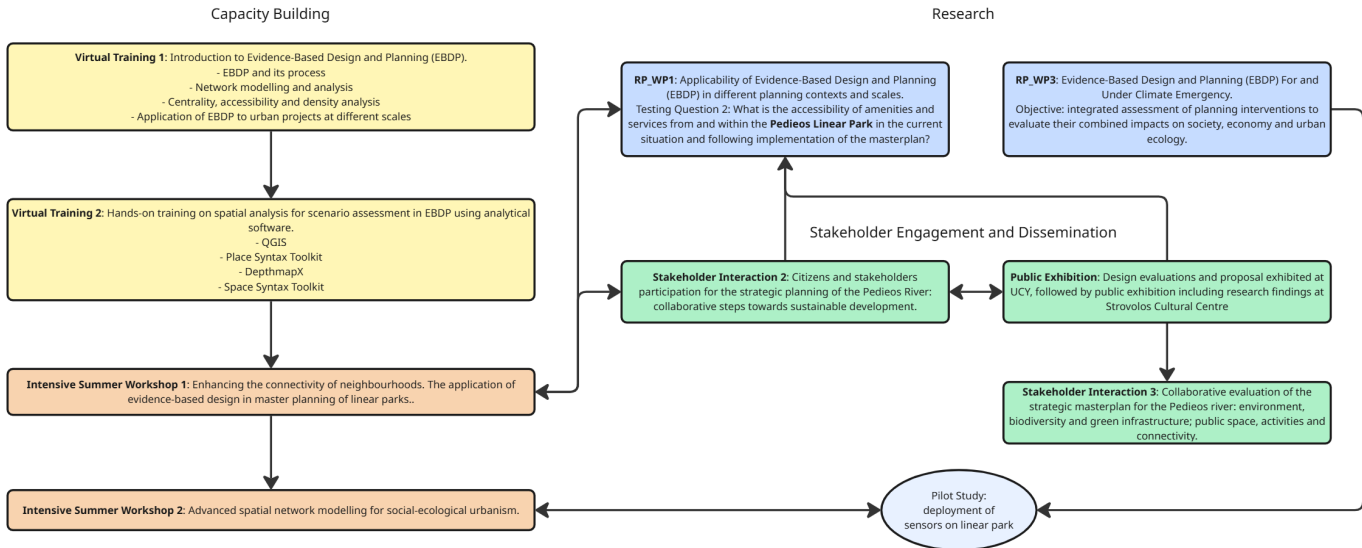 Capacity Building
Research
Virtual Training 1: Introduction to Evidence-Based Design and Planning (EBDP).
- EBDP and its process
- Network modelling and analysis
- Centrality, accessibility and density analysis
- Application of EBDP to urban projects at different scales
RP_WP1: Applicability of Evidence-Based Design and Planning
(EBDP) in different planning contexts and scales.
Testing Question 2: What is the accessibility of amenities and
services from and within the Pedieos Linear Park in the current
situation and following implementation of the masterplan?
RP_WP3: Evidence-Based Design and Planning (EBDP) For and
Under Climate Emergency.
Objective: integrated assessment of planning interventions to
evaluate their combined impacts on society, economy and urban
ecology.
Virtual Training 2: Hands-on training on spatial analysis for scenario assessment in EBDP using analytical
software.
- QGIS
- Place Syntax Toolkit
- DepthmapX
- Space Syntax Toolkit
Stakeholder Engagement and Dissemination
Stakeholder Interaction 2: Citizens and stakeholders
participation for the strategic planning of the Pedieos River:
collaborative steps towards sustainable development.
Public Exhibition: Design evaluations and proposal exhibited at
UCY, followed by public exhibition including research findings at
Strovolos Cultural Centre
Intensive Summer Workshop 1: Enhancing the connectivity of neighbourhoods. The application of
evidence-based design in master planning of linear parks..
Stakeholder Interaction 3: Collaborative evaluation of the
strategic masterplan for the Pedieos river: environment,
biodiversity and green infrastructure; public space, activities and
connectivity.
Intensive Summer Workshop 2: Advanced spatial network modelling for social-ecological urbanism.
Pilot Study:
deployment of
sensors on linear park